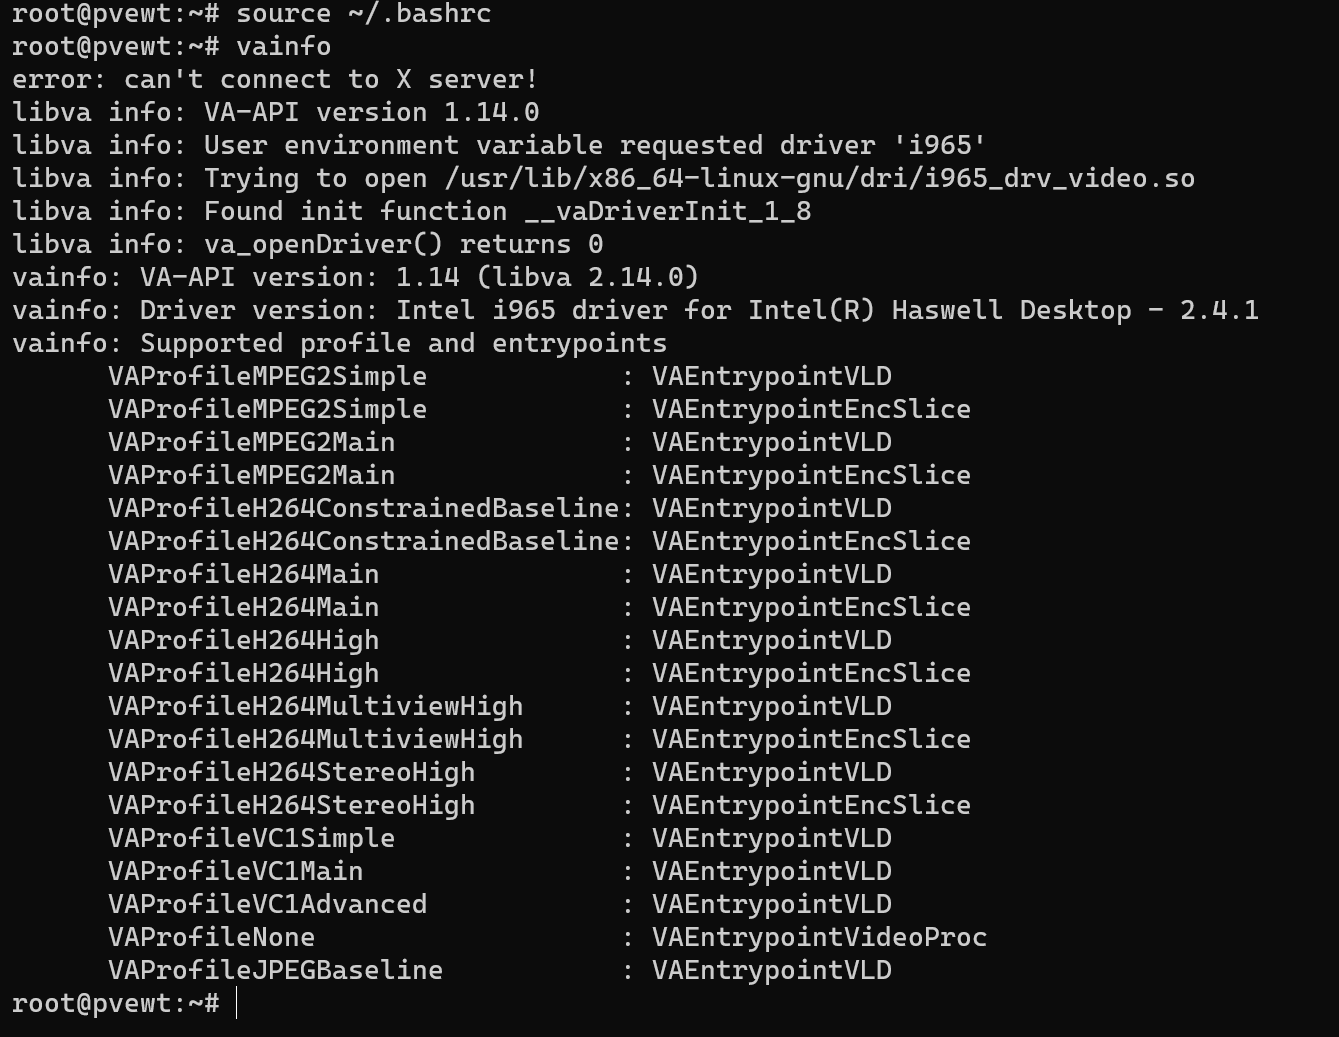 root@pvewt:~# source ~/.bashrc
root@pvewt:~# vainfo
error: can't connect to X server!
libva info: VA-API version 1.14.0
libva info: User environment variable requested driver 'i965'
libva info: Trying to open /usr/lib/x86_64-linux-gnu/dri/i965_drv_video.so
libva info: Found init function __vaDriverInit_1_8
libva info: va_openDriver() returns 0
vainfo: VA-API version: 1.14 (libva 2.14.0)
vainfo: Driver version: Intel i965 driver for Intel(R) Haswell Desktop - 2.4.1
vainfo: Supported profile and entrypoints
      VAProfileMPEG2Simple            : VAEntrypointVLD
      VAProfileMPEG2Simple            : VAEntrypointEncSlice
      VAProfileMPEG2Main              : VAEntrypointVLD
      VAProfileMPEG2Main              : VAEntrypointEncSlice
      VAProfileH264ConstrainedBaseline: VAEntrypointVLD
      VAProfileH264ConstrainedBaseline: VAEntrypointEncSlice
      VAProfileH264Main               : VAEntrypointVLD
      VAProfileH264Main               : VAEntrypointEncSlice
      VAProfileH264High               : VAEntrypointVLD
      VAProfileH264High               : VAEntrypointEncSlice
      VAProfileH264MultiviewHigh      : VAEntrypointVLD
      VAProfileH264MultiviewHigh      : VAEntrypointEncSlice
      VAProfileH264StereoHigh         : VAEntrypointVLD
      VAProfileH264StereoHigh         : VAEntrypointEncSlice
      VAProfileVC1Simple              : VAEntrypointVLD
      VAProfileVC1Main                : VAEntrypointVLD
      VAProfileVC1Advanced            : VAEntrypointVLD
      VAProfileNone                   : VAEntrypointVideoProc
      VAProfileJPEGBaseline           : VAEntrypointVLD
root@pvewt:~#